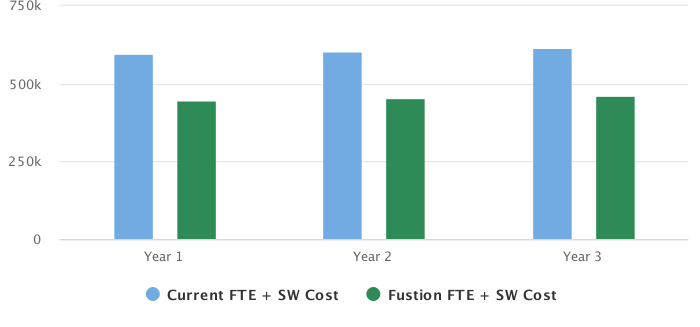 750k
500k
250k
0
Year 1 Year 2 Year 3
Current FTE + SW Cost Fustion FTE + SW Cost